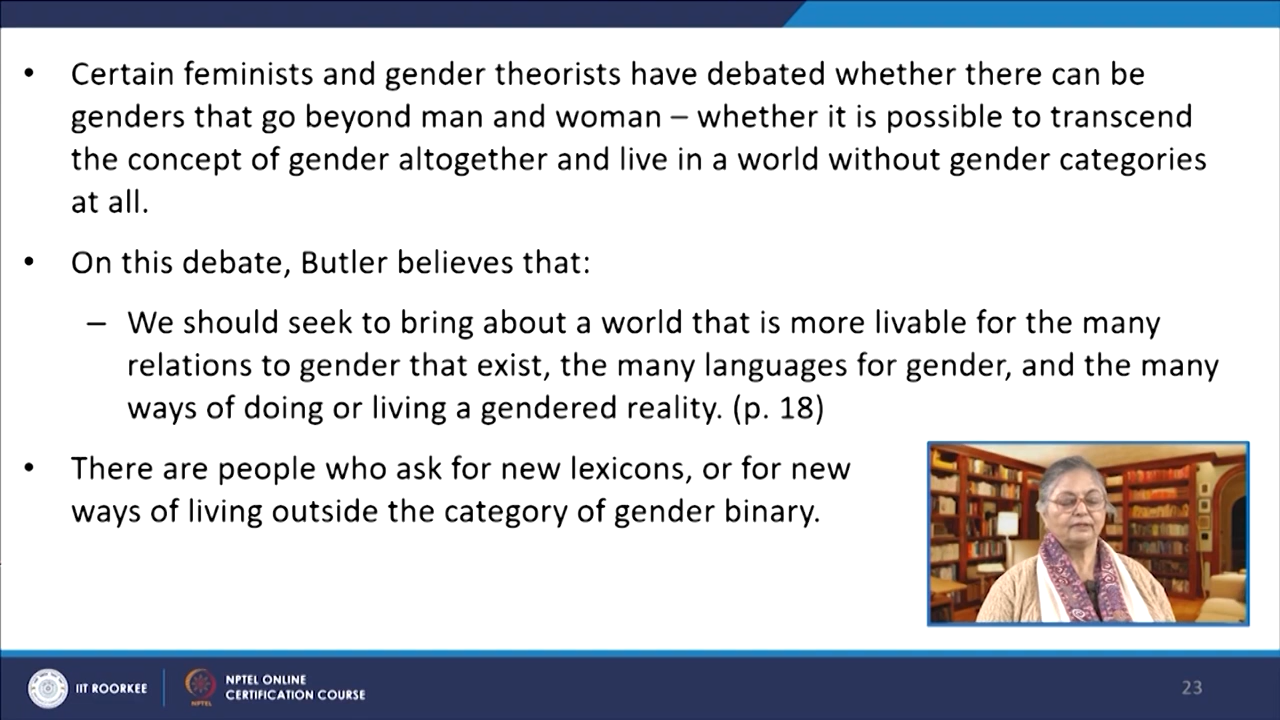 • Certain feminists and gender theorists have debated whether there can be
genders that go beyond man and woman – whether it is possible to transcend
the concept of gender altogether and live in a world without gender categories
at all.
• On this debate, Butler believes that:
– We should seek to bring about a world that is more livable for the many
relations to gender that exist, the many languages for gender, and the many
ways of doing or living a gendered reality. (p. 18)
• There are people who ask for new lexicons, or for new
ways of living outside the category of gender binary.
IIT ROORKEE
NPTEL
NPTEL ONLINE
CERTIFICATION COURSE
23